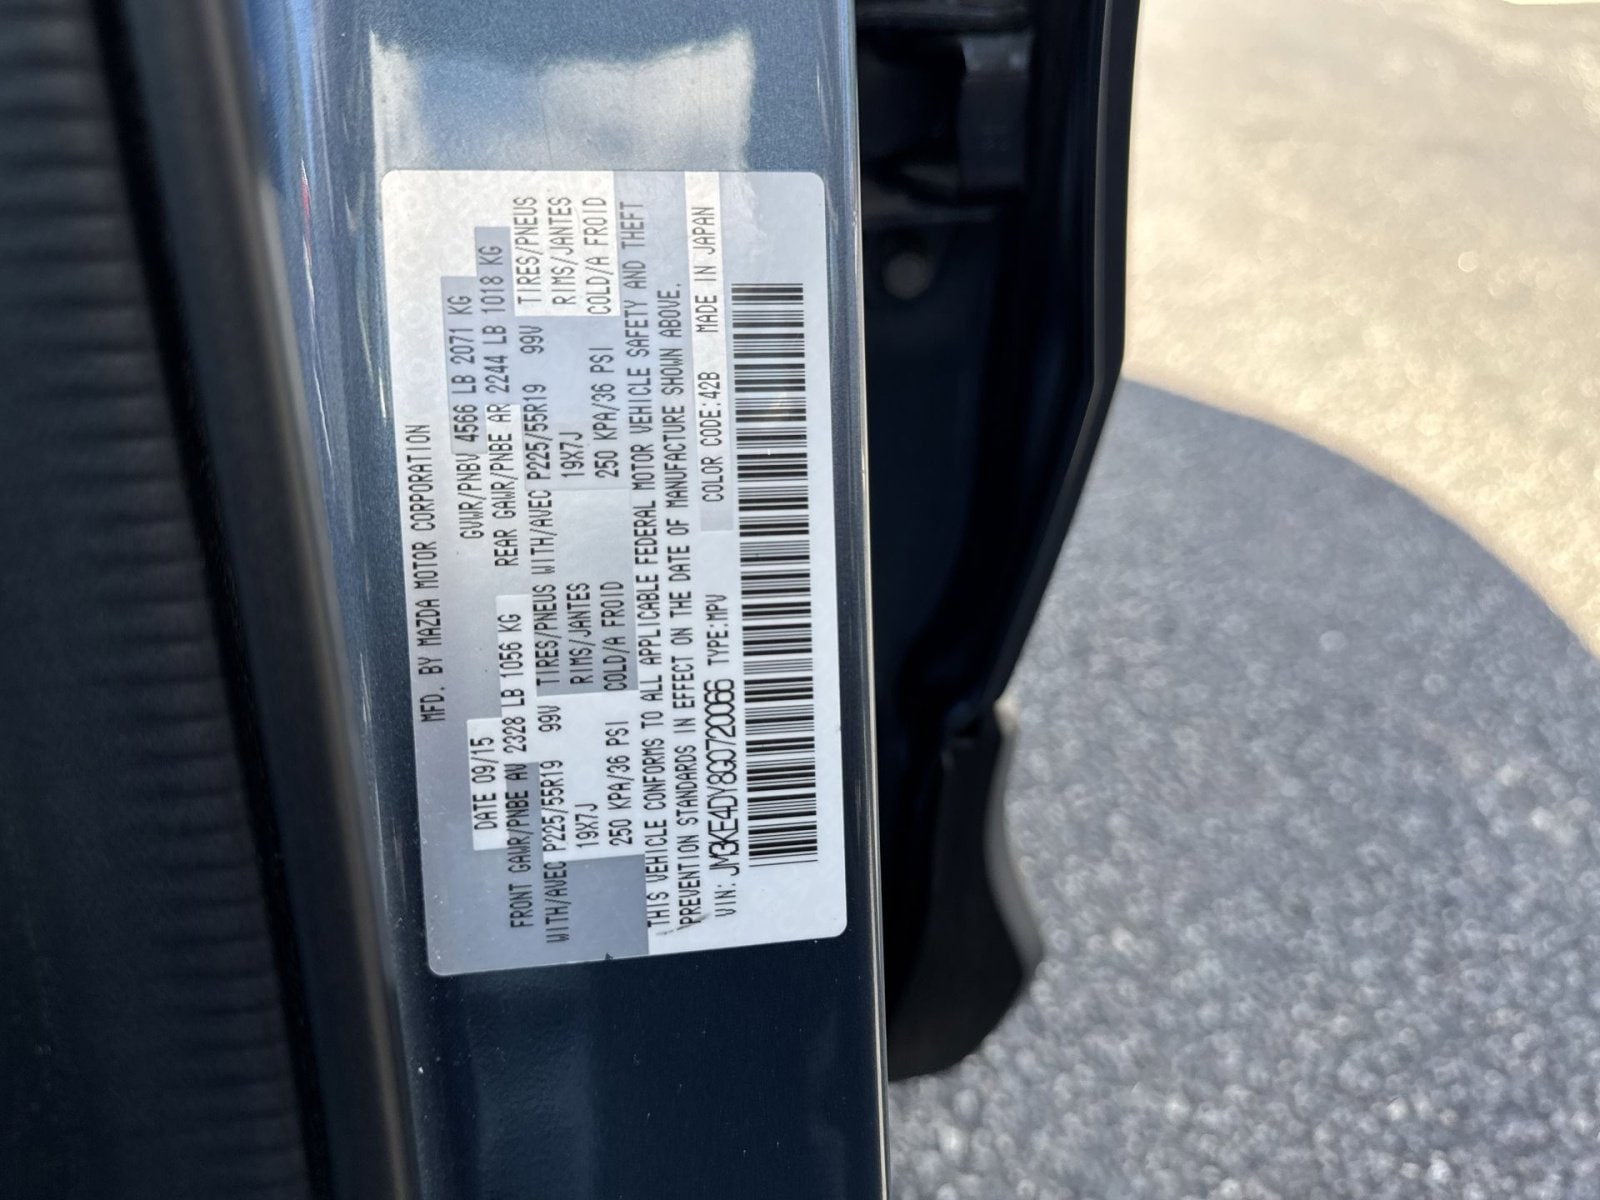 MFD. BY MAZDA MOTOR CORPORATION
DATE 09/15 GVWR/PNBV 4566 LB 2071 KG
FRONT GAWR/PNBE AV 2328 LB 1056 KG REAR GAWR/PNBE AR 2244 LB 1018 KG
WITH/AVEC P225/55R19 99V TIRES/PNEUS WITH/AVEC P225/55R19 99V TIRES/PNEUS
19X7J RIMS/JANTES 19X7J RIMS/JANTES
250 KPA/36 PSI COLD/A FROID 250 KPA/36 PSI COLD/A FROID
THIS VEHICLE CONFORMS TO ALL APPLICABLE FEDERAL MOTOR VEHICLE SAFETY AND THEFT
PREVENTION STANDARDS IN EFFECT ON THE DATE OF MANUFACTURE SHOWN ABOVE.
VIN: JM3KE4DY8G0720066 TYPE:MPV COLOR CODE:42B MADE IN JAPAN